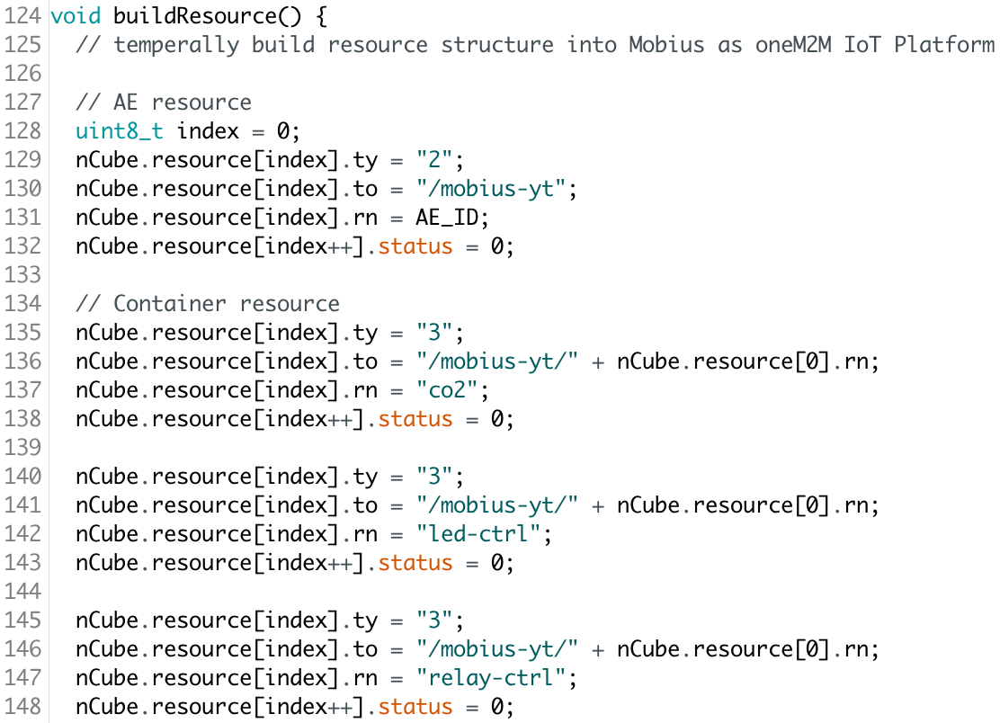 124 void buildResource() {
125   // temperally build resource structure into Mobius as oneM2M IoT Platform
126
127   // AE resource
128   uint8_t index = 0;
129   nCube.resource[index].ty = "2";
130   nCube.resource[index].to = "/mobius-yt";
131   nCube.resource[index].rn = AE_ID;
132   nCube.resource[index++].status = 0;
133
134   // Container resource
135   nCube.resource[index].ty = "3";
136   nCube.resource[index].to = "/mobius-yt/" + nCube.resource[0].rn;
137   nCube.resource[index].rn = "co2";
138   nCube.resource[index++].status = 0;
139
140   nCube.resource[index].ty = "3";
141   nCube.resource[index].to = "/mobius-yt/" + nCube.resource[0].rn;
142   nCube.resource[index].rn = "led-ctrl";
143   nCube.resource[index++].status = 0;
144
145   nCube.resource[index].ty = "3";
146   nCube.resource[index].to = "/mobius-yt/" + nCube.resource[0].rn;
147   nCube.resource[index].rn = "relay-ctrl";
148   nCube.resource[index++].status = 0;